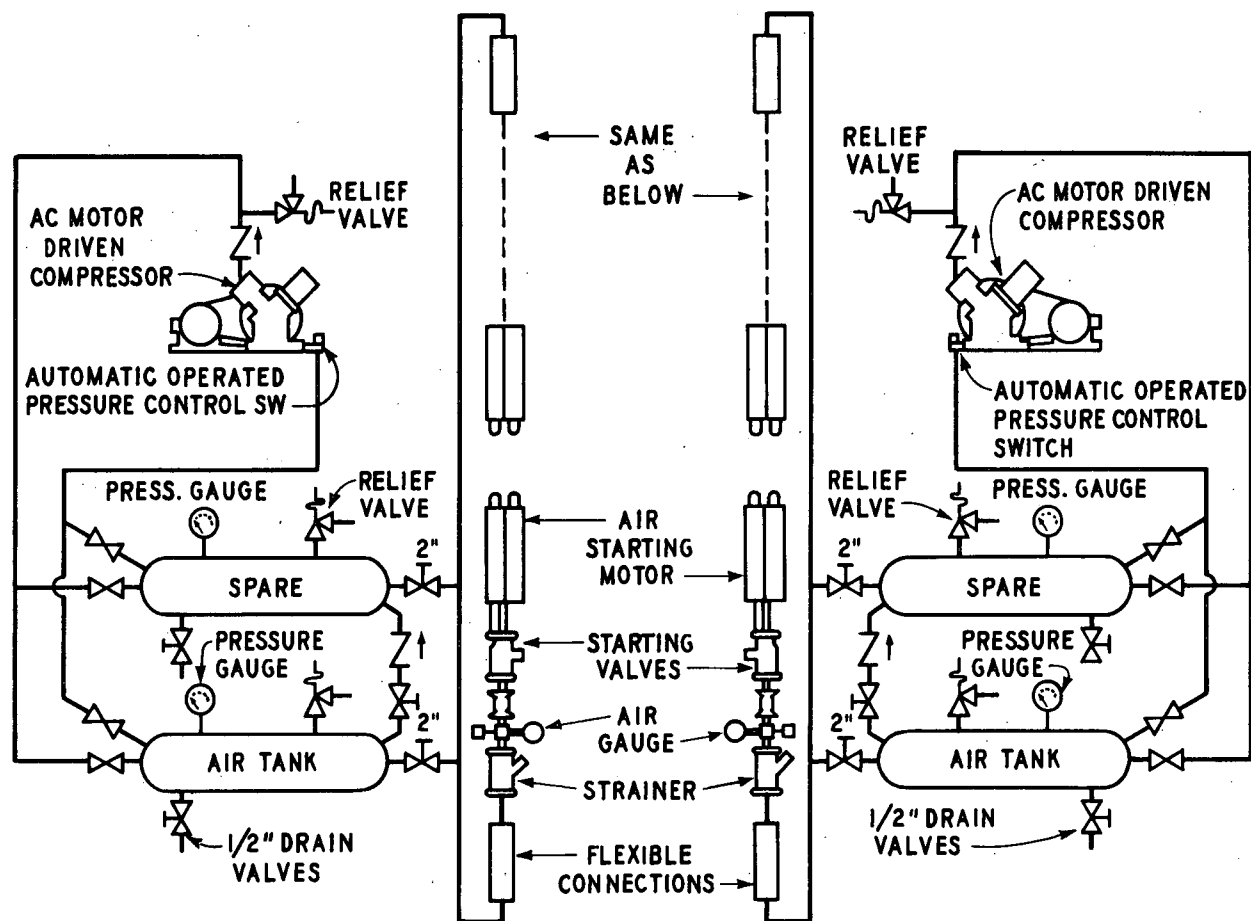 SAME
AS
BELOW
RELIEF
VALVE
AC MOTOR
DRIVEN
COMPRESSOR
AUTOMATIC OPERATED
PRESSURE CONTROL SW
PRESS. GAUGE
RELIEF
VALVE
2"
SPARE
PRESSURE
GAUGE
2"
AIR TANK
1/2" DRAIN
VALVES
AIR
STARTING
MOTOR
STARTING
VALVES
AIR
GAUGE
STRAINER
FLEXIBLE
CONNECTIONS
RELIEF
VALVE
AC MOTOR DRIVEN
COMPRESSOR
AUTOMATIC OPERATED
PRESSURE CONTROL
SWITCH
RELIEF
VALVE
PRESS. GAUGE
2"
SPARE
PRESSURE
GAUGE
2"
AIR TANK
1/2" DRAIN
VALVES